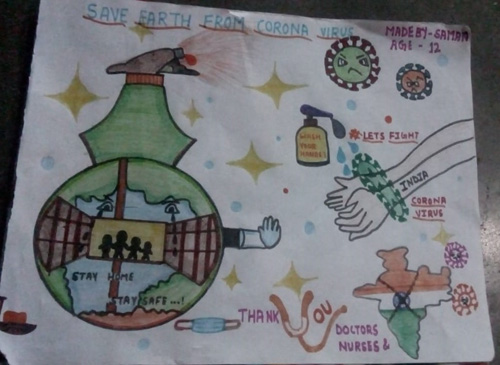 SAVE EARTH FROM CORONA VIRUS
MADE BY - SAMAR
AGE - 12
WASH
YOUR
HANDS!
LETS FIGHT
INDIA
CORONA
VIRUS
STAY HOME
STAY SAFE...!
THANK YOU
DOCTORS
NURSES &